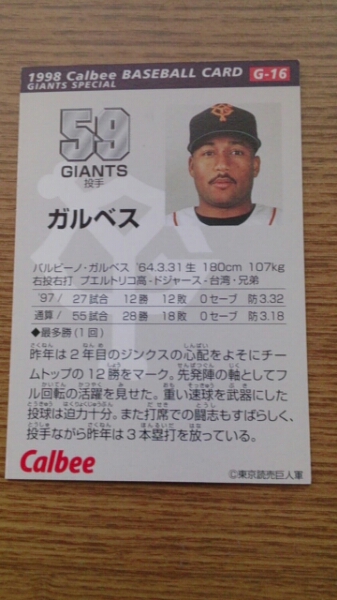 1998 Calbee BASEBALL CARD G-16
GIANTS SPECIAL
59
GIANTS
投手
ガルベス
バルビーノ・ガルベス '64.3.31生 180cm 107kg
右投右打 プエルトリコ高-ドジャース-台湾・兄弟
'97/ 27試合 12勝 12敗 0セーブ 防3.32
通算/ 55試合 28勝 18敗 0セーブ 防3.18
◆最多勝(1回)
昨年は2年目のジンクスの心配をよそにチー
ムトップの12勝をマーク。先発陣の軸としてフ
ル回転の活躍を見せた。重い速球を武器にした
投球は迫力十分。また打席での闘志もすばらしく、
投手ながら昨年は3本塁打を放っている。
Calbee
©東京読売巨人軍